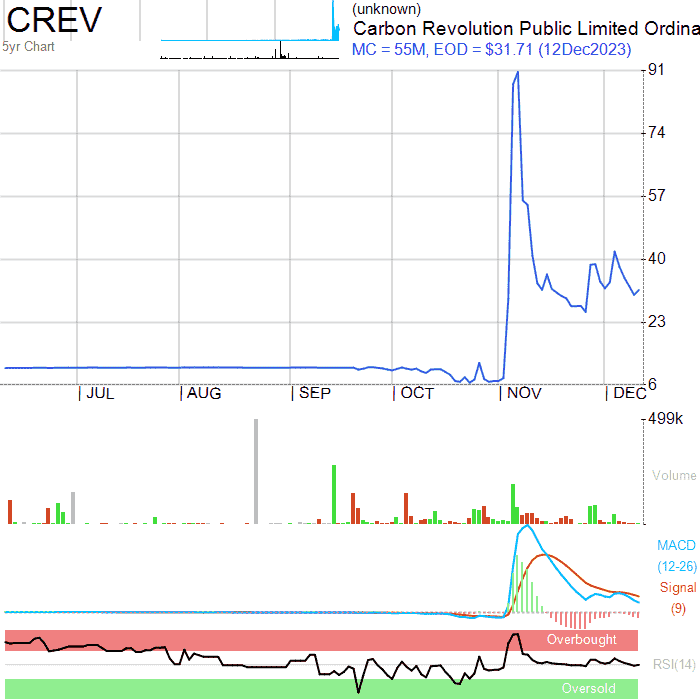 CREV
5yr Chart
(unknown)
Carbon Revolution Public Limited Ordina
MC = 55M, EOD = $31.71 (12Dec2023)
91
74
57
40
23
6
JUL
AUG
SEP
OCT
NOV
DEC
499k
Volume
MACD
(12-26)
Signal
(9)
Overbought
RSI(14)
Oversold